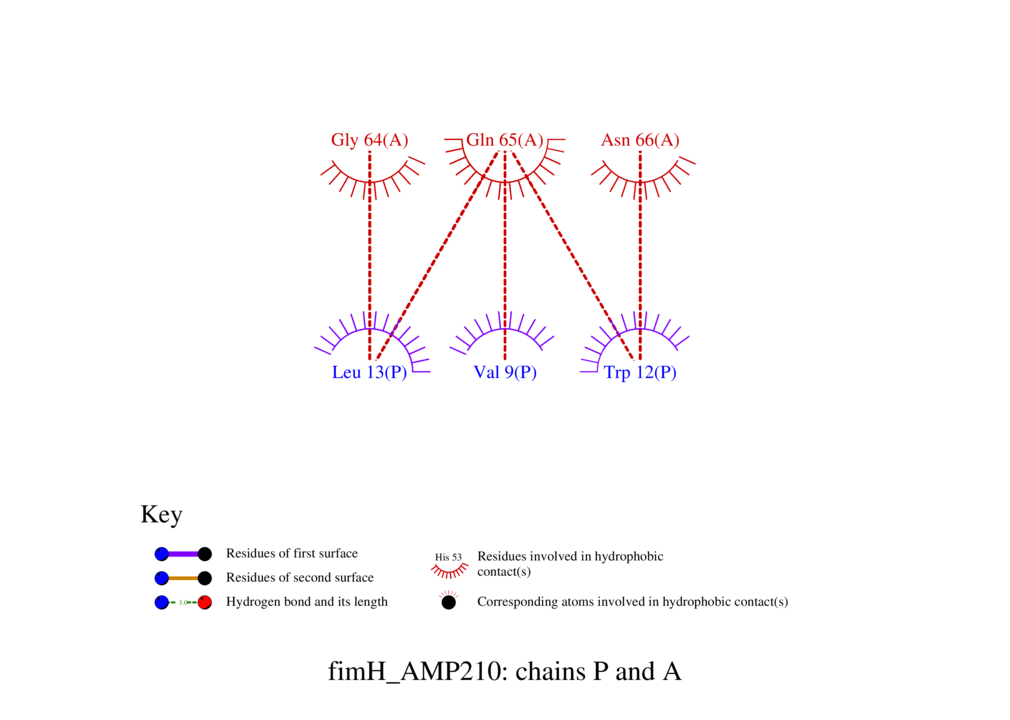 Gly 64(A) Gln 65(A) Asn 66(A)
Leu 13(P) Val 9(P) Trp 12(P)
Key
Residues of first surface
Residues of second surface
3.0
Hydrogen bond and its length
His 53
Residues involved in hydrophobic
contact(s)
Corresponding atoms involved in hydrophobic contact(s)
fimH_AMP210: chains P and A